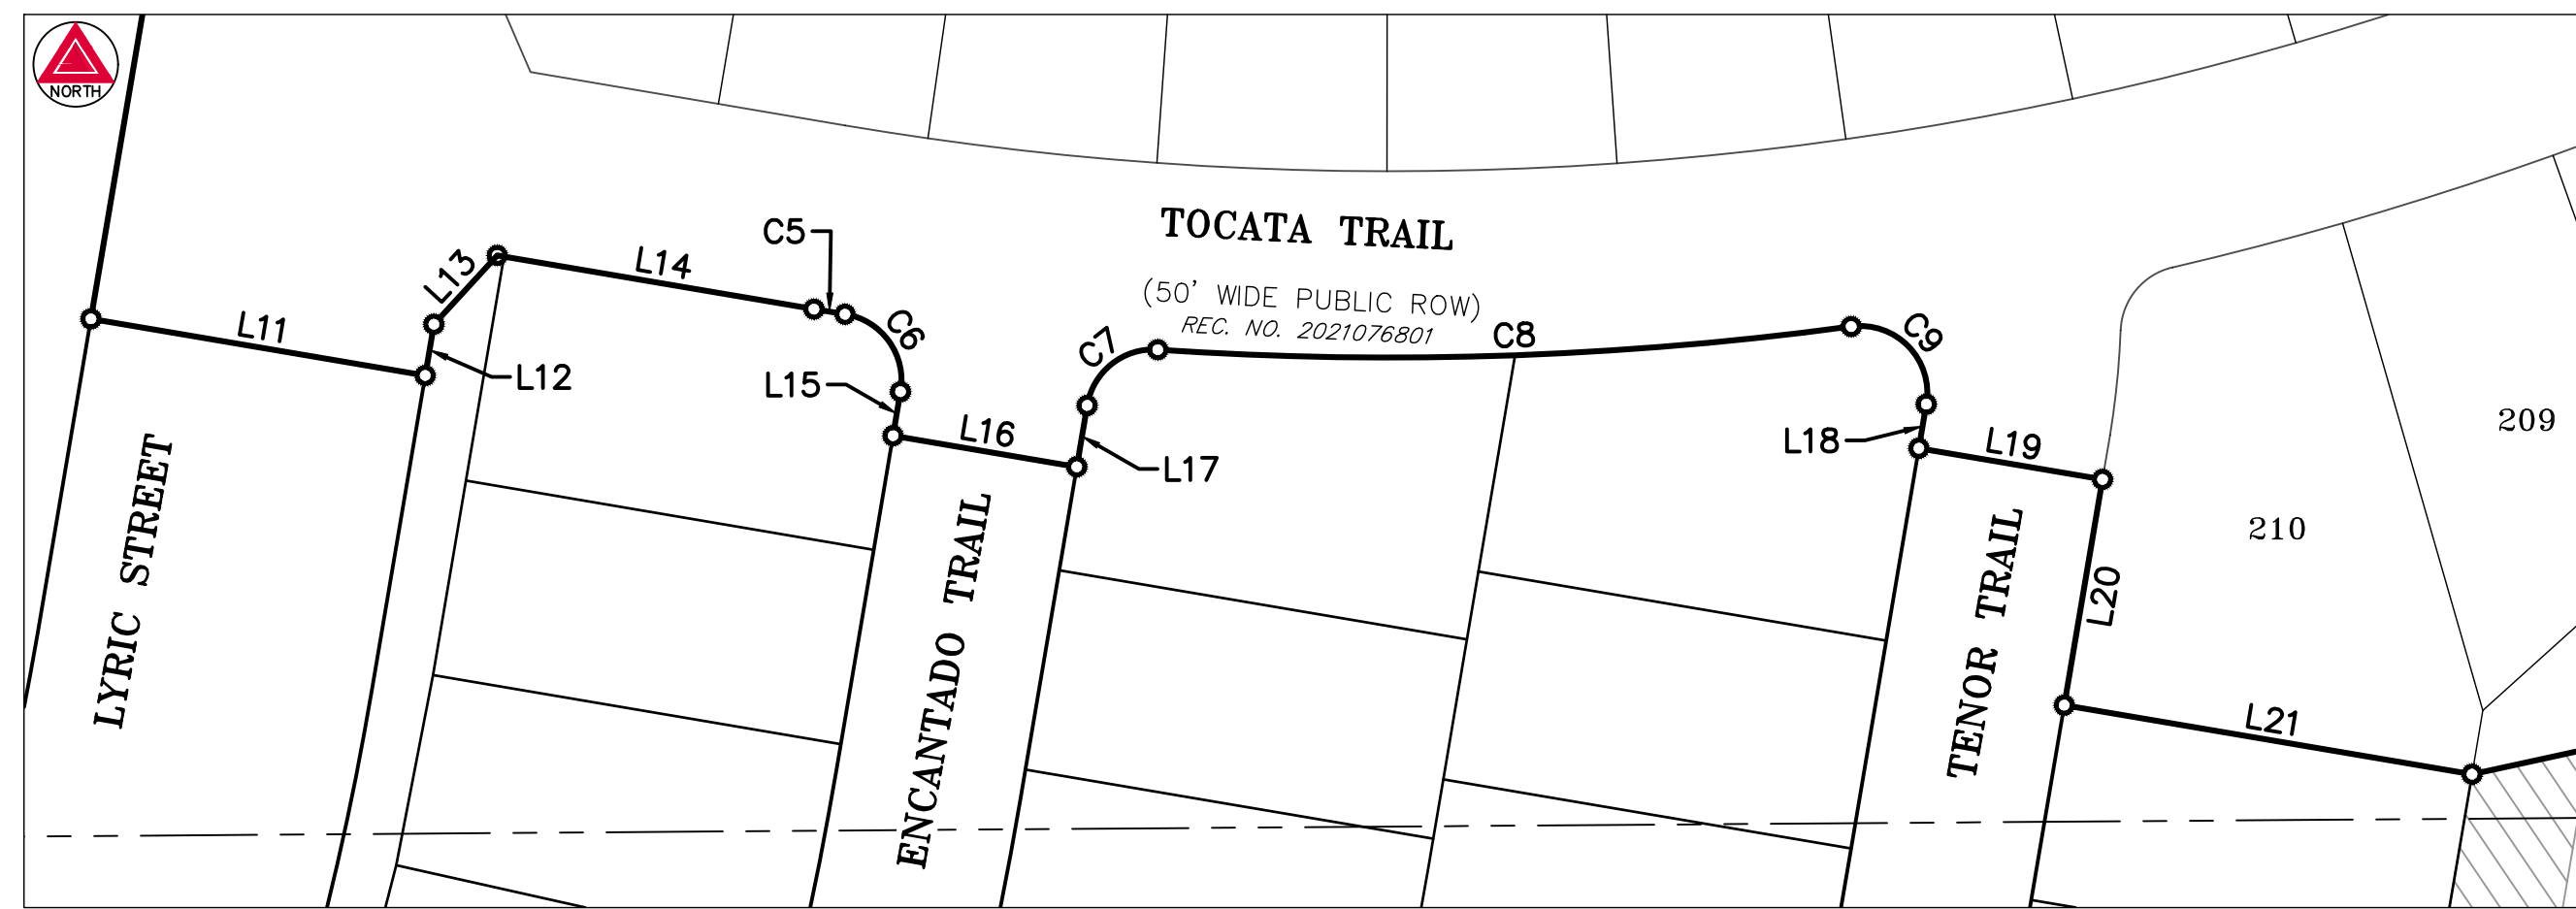 NORTH
L11
L12
L13
L14
C5
C6
L15
L16
C7
L17
TOCATA TRAIL
(50' WIDE PUBLIC ROW)
REC. NO. 2021076801
C8
C9
L18
L19
L20
L21
209
210
LYRIC STREET
ENCANTADO TRAIL
TENOR TRAIL